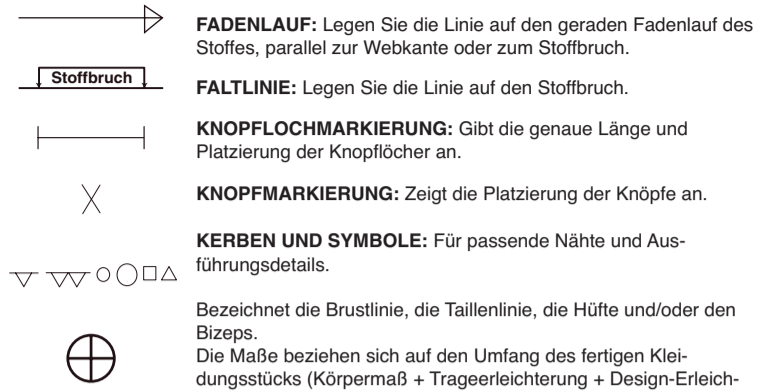 FADENLAUF: Legen Sie die Linie auf den geraden Fadenlauf des
Stoffes, parallel zur Webkante oder zum Stoffbruch.
Stoffbruch
FALTLINIE: Legen Sie die Linie auf den Stoffbruch.
KNOPFLOCHMARKIERUNG: Gibt die genaue Länge und
Platzierung der Knopflöcher an.
KNOPFMARKIERUNG: Zeigt die Platzierung der Knöpfe an.
KERBEN UND SYMBOLE: Für passende Nähte und Aus-
führungsdetails.
Bezeichnet die Brustlinie, die Taillenlinie, die Hüfte und/oder den
Bizeps.
Die Maße beziehen sich auf den Umfang des fertigen Klei-
dungsstücks (Körpermaß + Trageerleichterung + Design-Erleich-